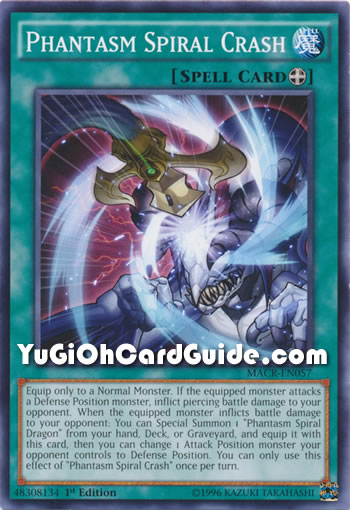 PHANTASM SPIRAL CRASH 魔
[SPELL CARD]
MACR-EN057
YuGiOhCardGuide.com
Equip only to a Normal Monster. If the equipped monster attacks
a Defense Position monster, inflict piercing battle damage to your
opponent. When the equipped monster inflicts battle damage
to your opponent: You can Special Summon 1 "Phantasm Spiral
Dragon" from your hand, Deck, or Graveyard, and equip it with
this card, then you can change 1 Attack Position monster your
opponent controls to Defense Position. You can only use this
effect of "Phantasm Spiral Crash" once per turn.
48308134 1st Edition ©1996 KAZUKI TAKAHASHI